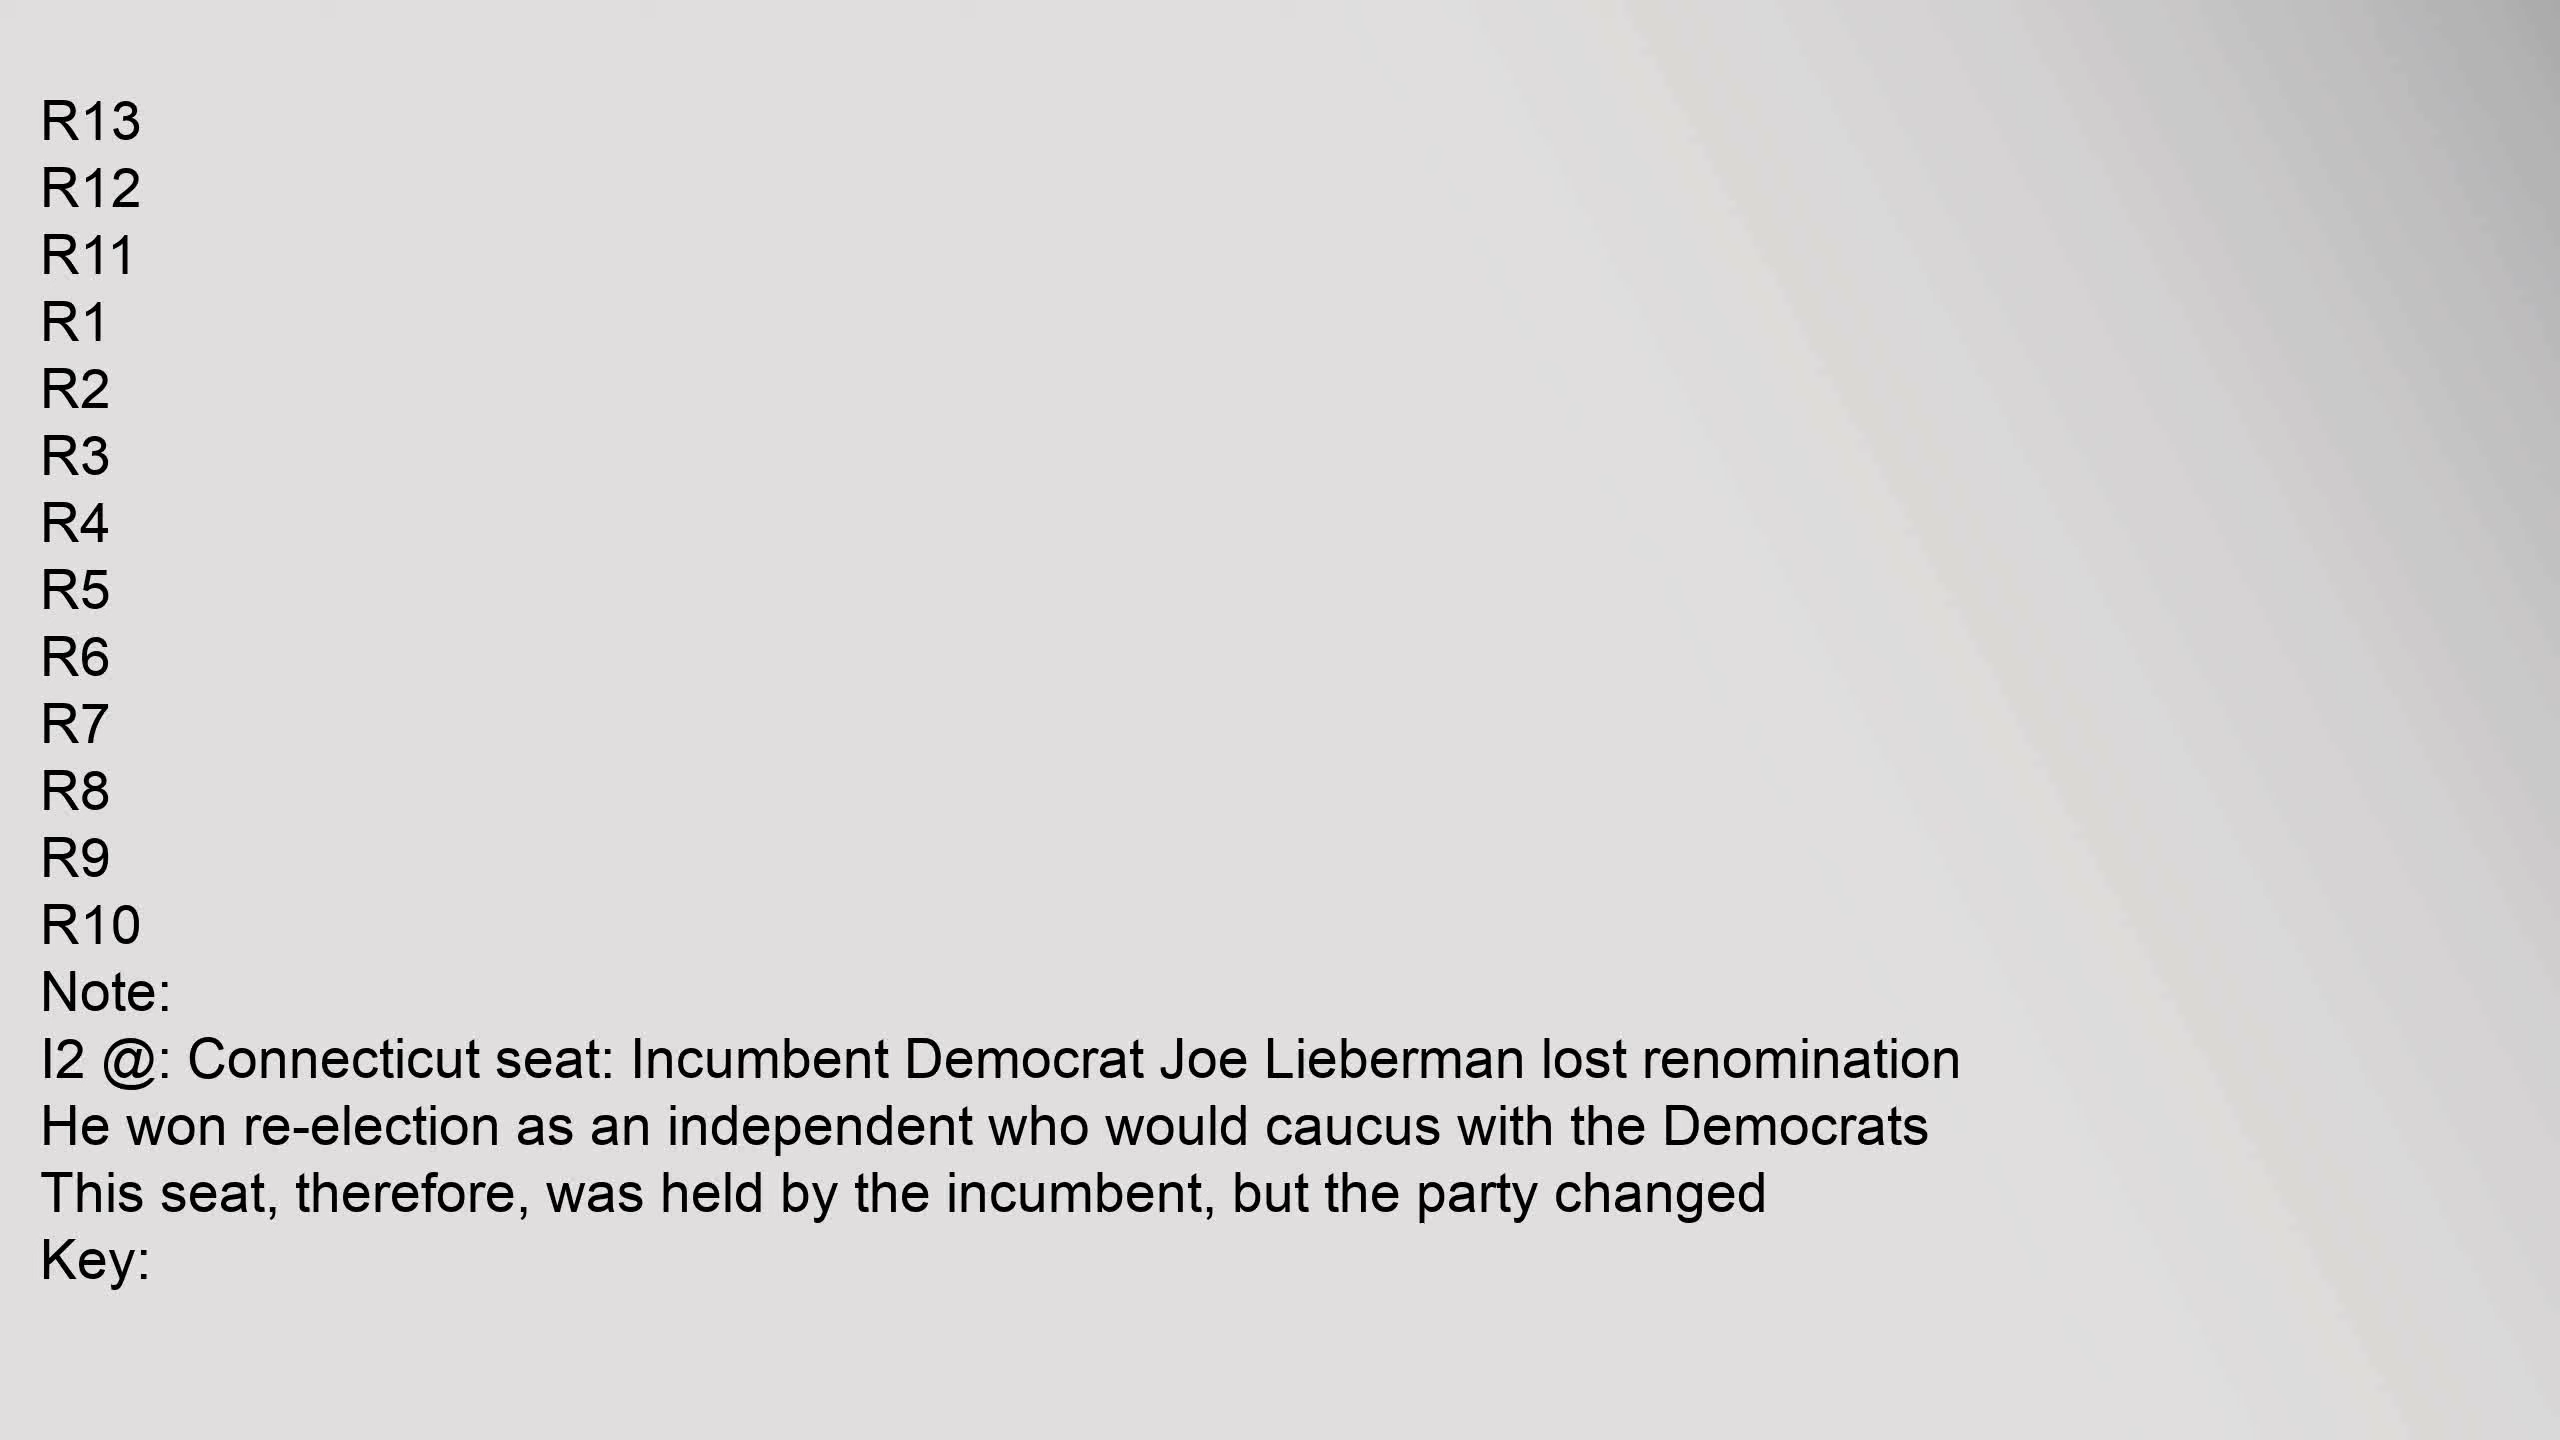 R13
R12
R11
R1
R2
R3
R4
R5
R6
R7
R8
R9
R10
Note:
I2 @: Connecticut seat: Incumbent Democrat Joe Lieberman lost renomination
He won re-election as an independent who would caucus with the Democrats
This seat, therefore, was held by the incumbent, but the party changed
Key: